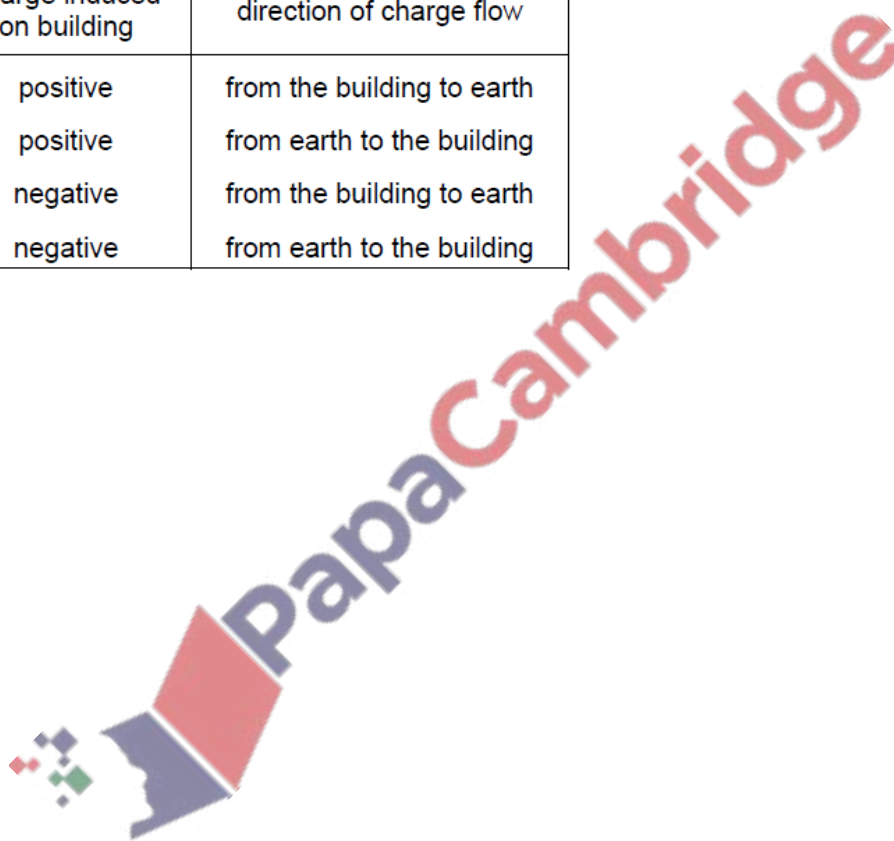 on building
direction of charge flow
positive from the building to earth
positive from earth to the building
negative from the building to earth
negative from earth to the building
PapaCambridge